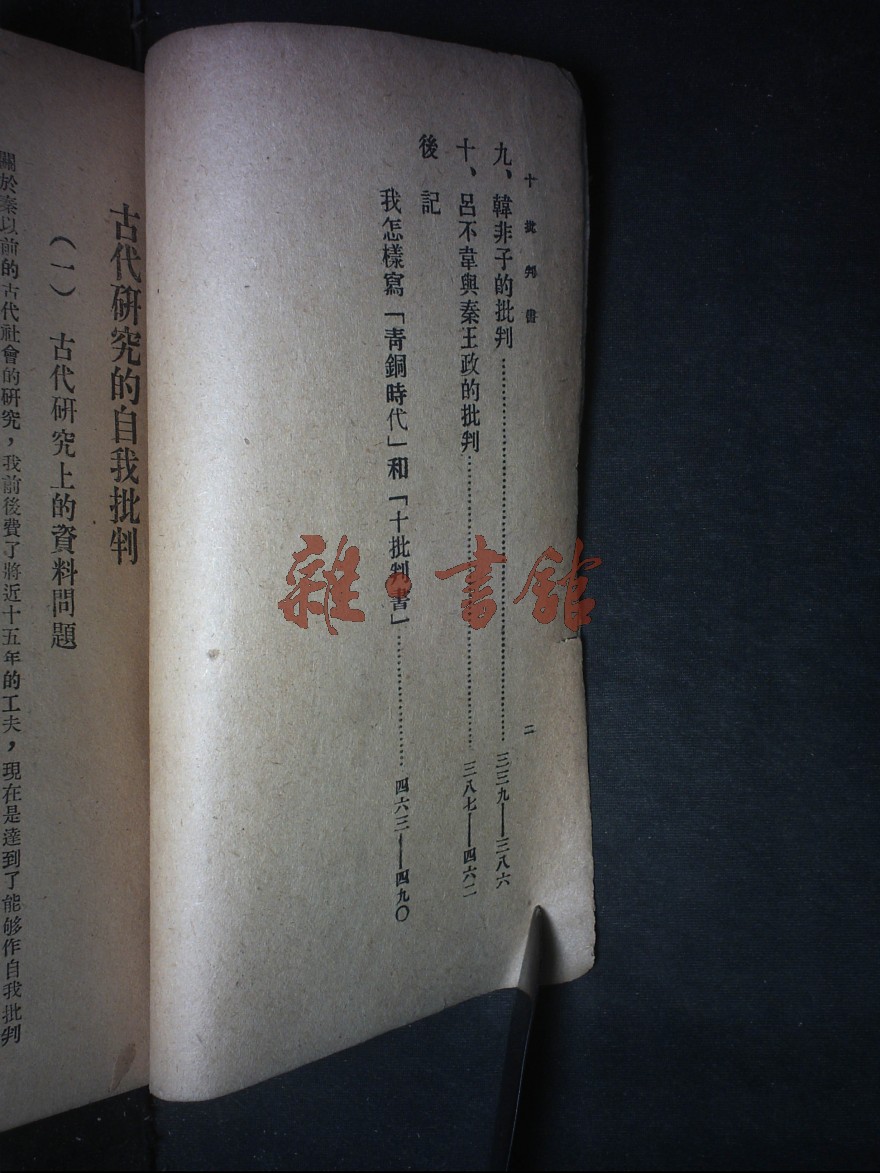 十批判書
二
九、韓非子的批判……三三九——三八六
十、呂不韋與秦王政的批判……三八七——四六二
後記
我怎樣寫「青銅時代」和「十批判書」……四六三——四九〇
古代研究的自我批判
（一） 古代研究上的資料問題
關於秦以前的古代社會的研究，我前後費了將近十五年的工夫，現在是達到了能够作自我批判
雜·書館